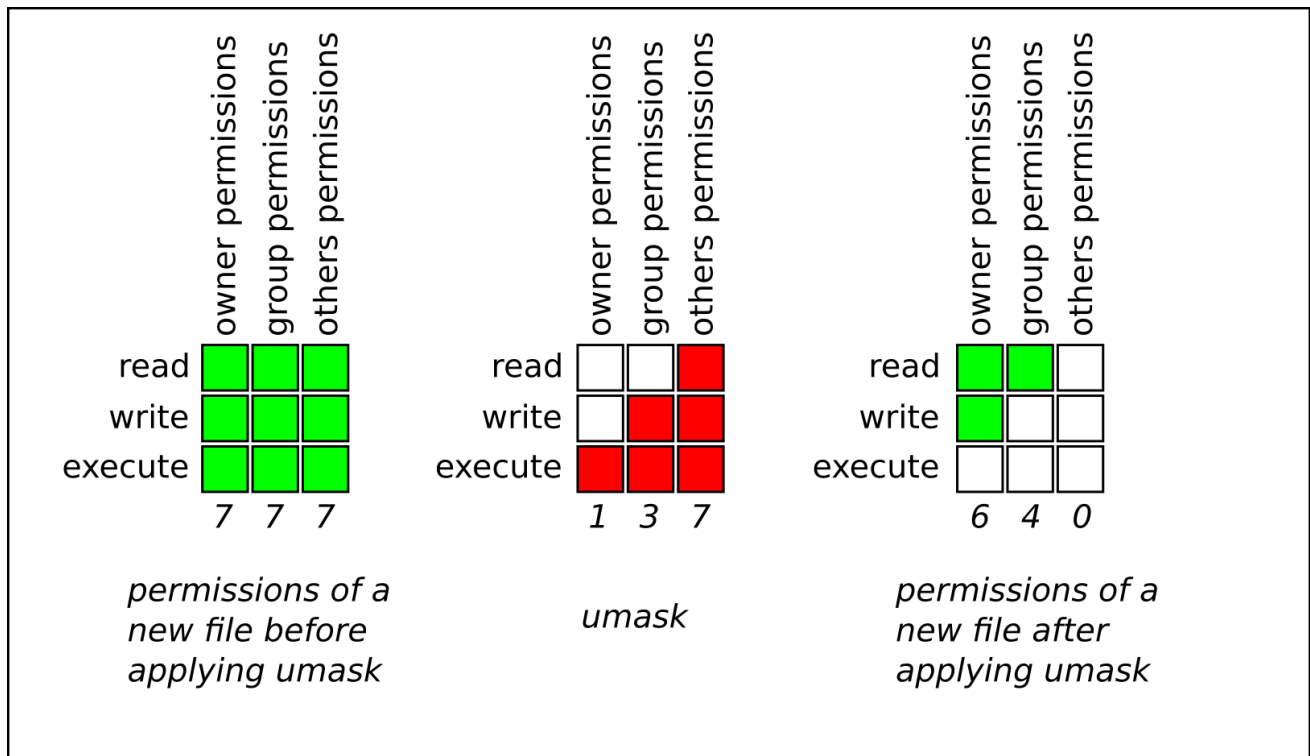 owner permissions
group permissions
others permissions
read
write
execute
7 7 7
permissions of a
new file before
applying umask
owner permissions
group permissions
others permissions
read
write
execute
1 3 7
umask
owner permissions
group permissions
others permissions
read
write
execute
6 4 0
permissions of a
new file after
applying umask